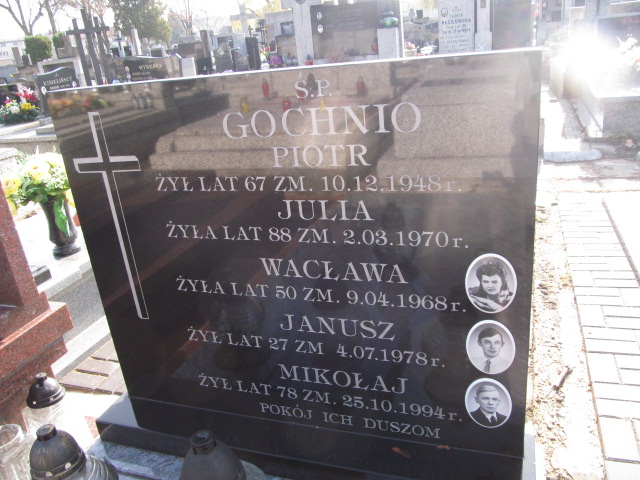 Ś.P.
GOCHNIO
PIOTR
ŻYŁ LAT 67 ZM. 10.12.1948 r.
JULIA
ŻYŁA LAT 88 ZM. 2.03.1970 r.
WACŁAWA
ŻYŁA LAT 50 ZM. 9.04.1968 r.
JANUSZ
ŻYŁ LAT 27 ZM 4.07.1978 r.
MIKOŁAJ
ŻYŁ LAT 78 ZM. 25.10.1994 r.
POKÓJ ICH DUSZOM